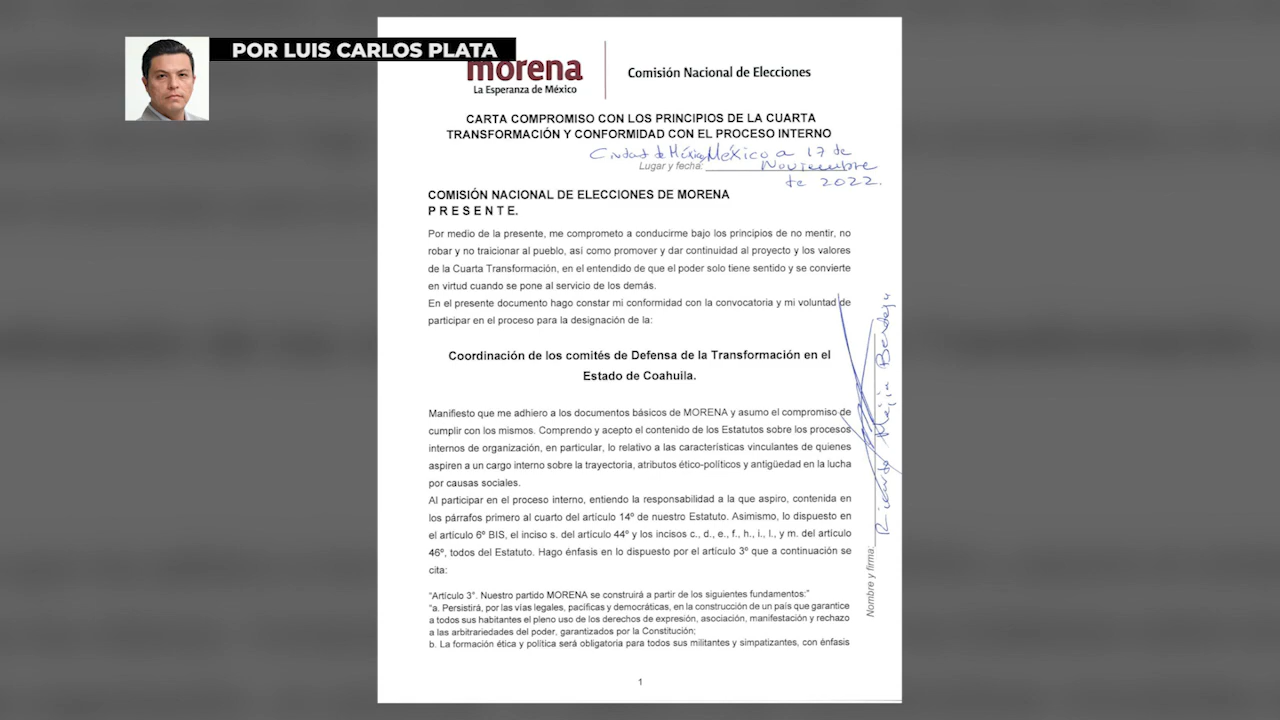 POR LUIS CARLOS PLATA
morena
La Esperanza de México
Comisión Nacional de Elecciones
CARTA COMPROMISO CON LOS PRINCIPIOS DE LA CUARTA
TRANSFORMACIÓN Y CONFORMIDAD CON EL PROCESO INTERNO
Ciudad de México, México a 17 de
Lugar y fecha: Noviembre
de 2022.
COMISIÓN NACIONAL DE ELECCIONES DE MORENA
P R E S E N T E.
Por medio de la presente, me comprometo a conducirme bajo los principios de no mentir, no
robar y no traicionar al pueblo, así como promover y dar continuidad al proyecto y los valores
de la Cuarta Transformación, en el entendido de que el poder solo tiene sentido y se convierte
en virtud cuando se pone al servicio de los demás.
En el presente documento hago constar mi conformidad con la convocatoria y mi voluntad de
participar en el proceso para la designación de la:
Coordinación de los comités de Defensa de la Transformación en el
Estado de Coahuila.
Manifiesto que me adhiero a los documentos básicos de MORENA y asumo el compromiso de
cumplir con los mismos. Comprendo y acepto el contenido de los Estatutos sobre los procesos
internos de organización, en particular, lo relativo a las características vinculantes de quienes
aspiren a un cargo interno sobre la trayectoria, atributos ético-políticos y antigüedad en la lucha
por causas sociales.
Al participar en el proceso interno, entiendo la responsabilidad a la que aspiro, contenida en
los párrafos primero al cuarto del artículo 14º de nuestro Estatuto. Asimismo, lo dispuesto en
el artículo 6º BIS, el inciso s. del artículo 44º y los incisos c., d., e., f., h., i., l., y m. del artículo
46º, todos del Estatuto. Hago énfasis en lo dispuesto por el artículo 3º que a continuación se
cita:
"Artículo 3°. Nuestro partido MORENA se construirá a partir de los siguientes fundamentos:"
"a. Persistirá, por las vías legales, pacíficas y democráticas, en la construcción de un país que garantice
a todos sus habitantes el pleno uso de los derechos de expresión, asociación, manifestación y rechazo
a las arbitrariedades del poder, garantizados por la Constitución;
b. La formación ética y política será obligatoria para todos sus militantes y simpatizantes, con énfasis
Nombre y firma: Ricardo Mejía Berdeja
1